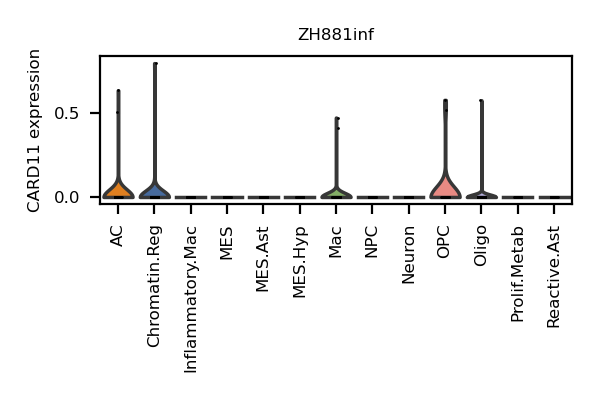 ZH881inf
CARD11 expression
0.5
0.0
AC
Chromatin.Reg
Inflammatory.Mac
MES
MES.Ast
MES.Hyp
Mac
NPC
Neuron
OPC
Oligo
Prolif.Metab
Reactive.Ast